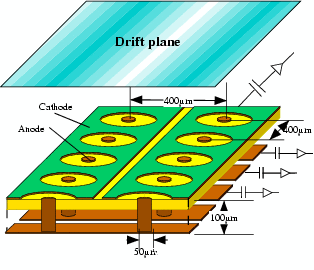 Drift plane
400µm
Cathode
400µm
Anode
100µm
50µm